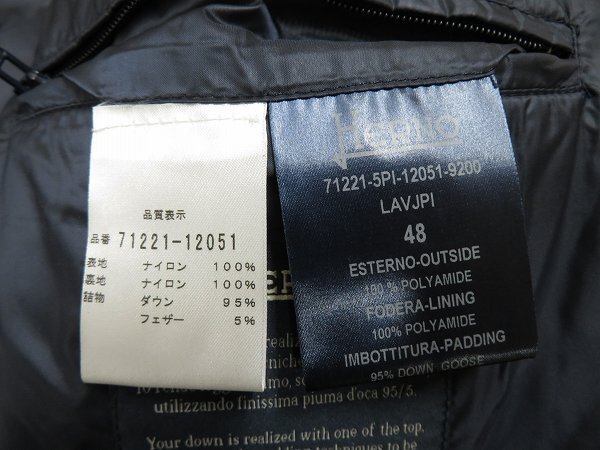 品質表示
品番 71221-12051
表地 ナイロン 100%
裏地 ナイロン 100%
詰物 ダウン 95%
フェザー 5%
HERNO
71221-5PI-12051-9200
LAVJPI
48
ESTERNO-OUTSIDE
100 % POLYAMIDE
FODERA-LINING
100% POLYAMIDE
IMBOTTITURA-PADDING
95% DOWN GOOSE
utilizzando finissima piuma d'oca 95/5.
Your down is realized with one of the top,
techniques to be